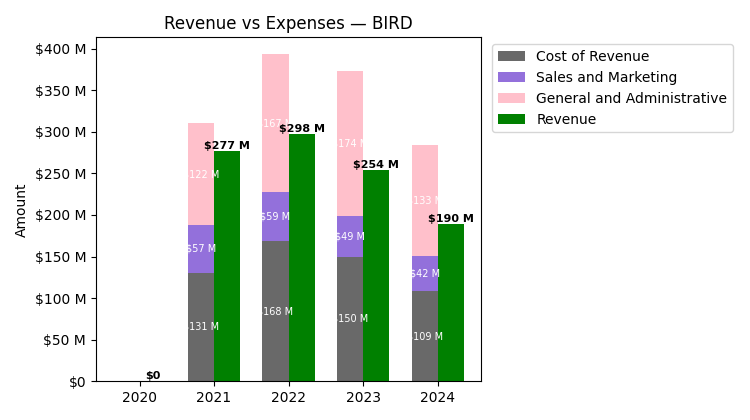 Revenue vs Expenses — BIRD
Amount
$400 M
$350 M
$300 M
$250 M
$200 M
$150 M
$100 M
$50 M
$0
$0
$277 M
122 M
$57 M
131 M
$298 M
167 M
$59 M
168 M
$254 M
174 M
$49 M
150 M
$190 M
133 M
$42 M
109 M
2020 2021 2022 2023 2024
Cost of Revenue
Sales and Marketing
General and Administrative
Revenue